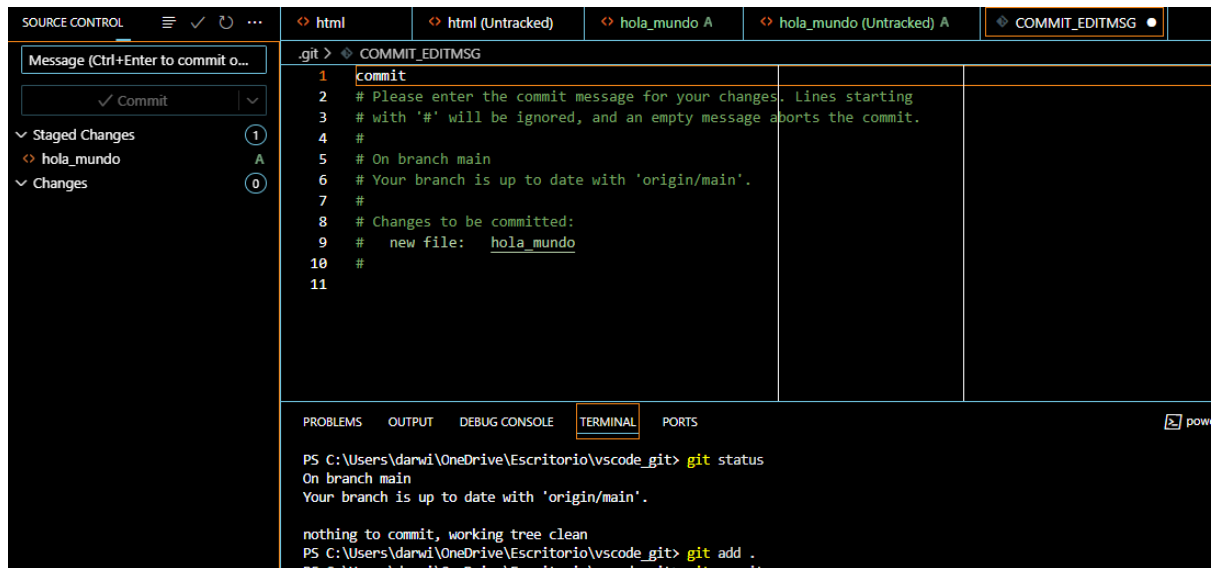 SOURCE CONTROL
Message (Ctrl+Enter to commit o...
Commit
Staged Changes 1
hola_mundo A
Changes 0
html html (Untracked) hola_mundo A hola_mundo (Untracked) A COMMIT_EDITMSG
.git > COMMIT_EDITMSG
1 commit
2 # Please enter the commit message for your changes. Lines starting
3 # with '#' will be ignored, and an empty message aborts the commit.
4 #
5 # On branch main
6 # Your branch is up to date with 'origin/main'.
7 #
8 # Changes to be committed:
9 # new file: hola_mundo
10 #
11
PROBLEMS OUTPUT DEBUG CONSOLE TERMINAL PORTS powe
PS C:\Users\darwi\OneDrive\Escritorio\vscode_git> git status
On branch main
Your branch is up to date with 'origin/main'.
nothing to commit, working tree clean
PS C:\Users\darwi\OneDrive\Escritorio\vscode_git> git add .